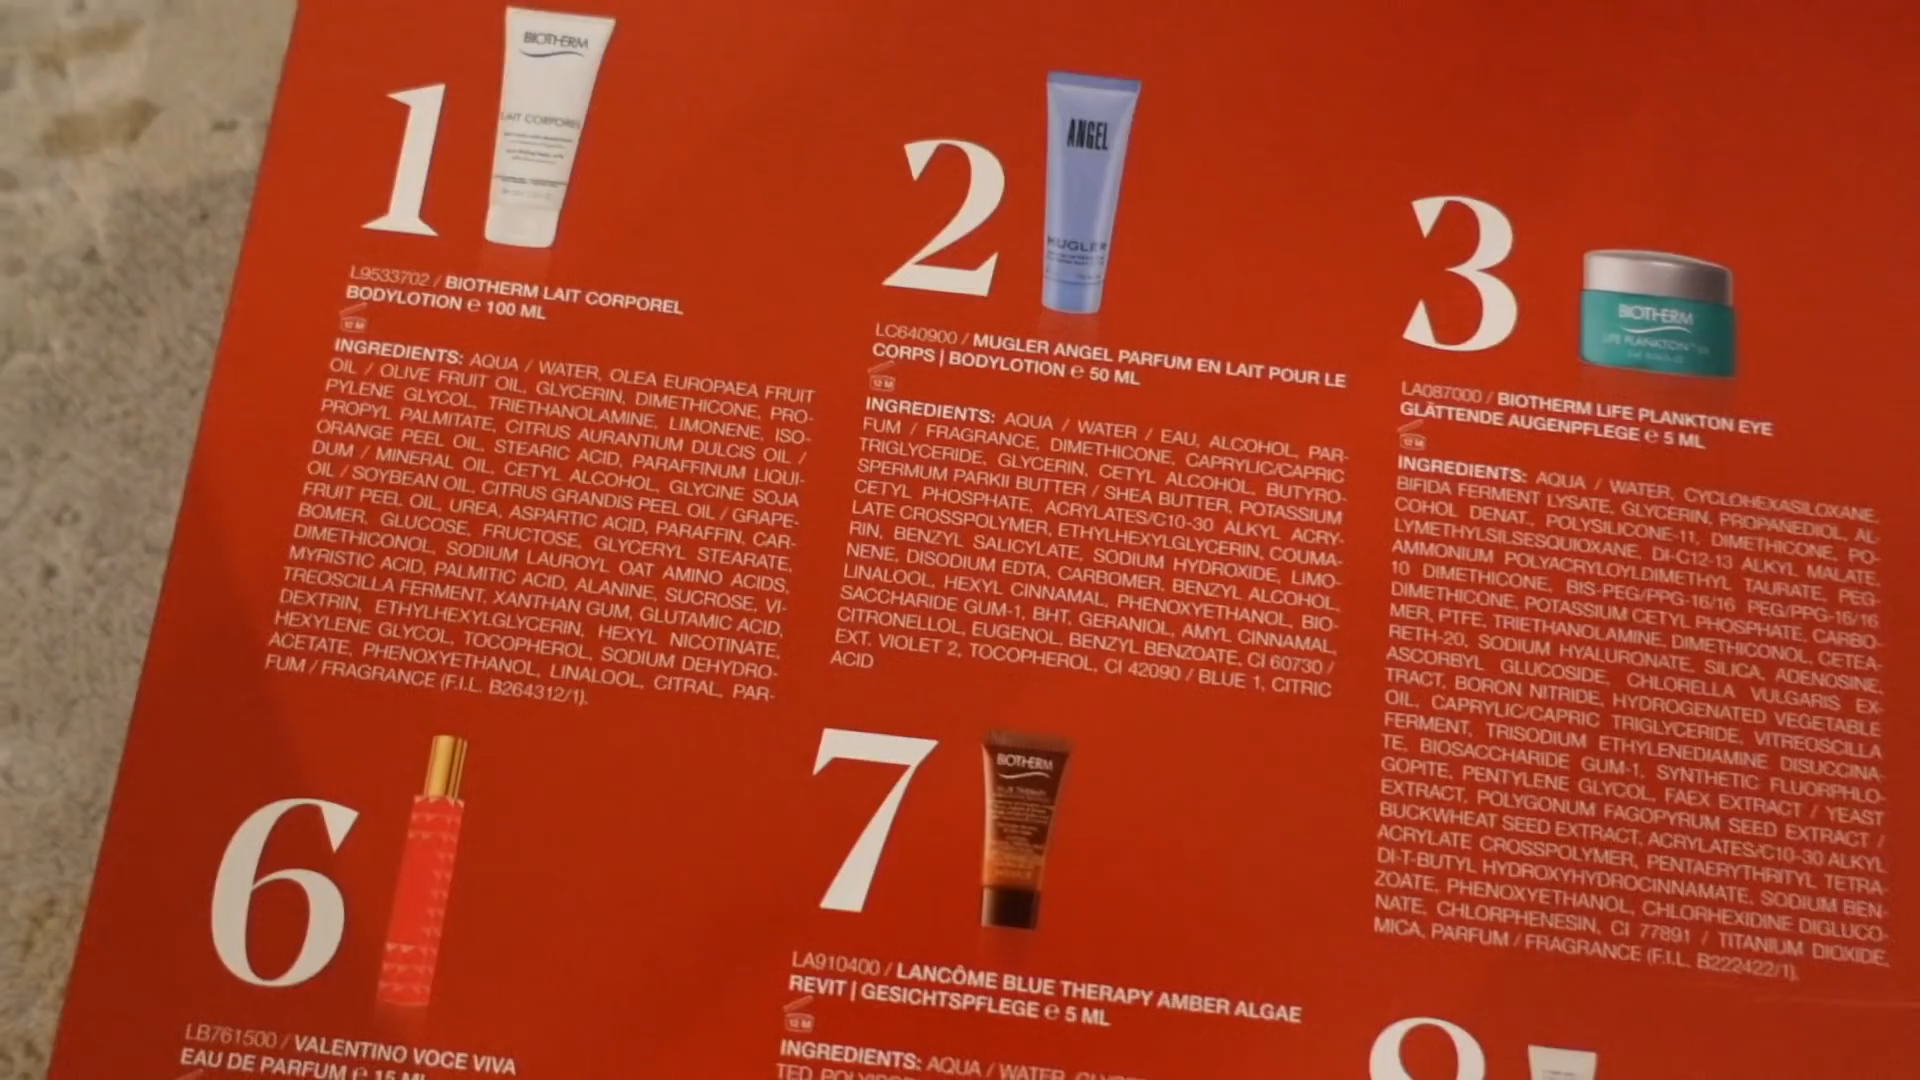 1
BIOTHERM
LAIT CORPOREL
L9533702 / BIOTHERM LAIT CORPOREL
BODYLOTION ℮ 100 ML
12 M
INGREDIENTS: AQUA / WATER, OLEA EUROPAEA FRUIT
OIL / OLIVE FRUIT OIL, GLYCERIN, DIMETHICONE, PRO-
PYLENE GLYCOL, TRIETHANOLAMINE, LIMONENE, ISO-
PROPYL PALMITATE, CITRUS AURANTIUM DULCIS OIL /
ORANGE PEEL OIL, STEARIC ACID, PARAFFINUM LIQUI-
DUM / MINERAL OIL, CETYL ALCOHOL, GLYCINE SOJA
OIL / SOYBEAN OIL, CITRUS GRANDIS PEEL OIL / GRAPE-
FRUIT PEEL OIL, UREA, ASPARTIC ACID, PARAFFIN, CAR-
BOMER, GLUCOSE, FRUCTOSE, GLYCERYL STEARATE,
DIMETHICONOL, SODIUM LAUROYL OAT AMINO ACIDS,
MYRISTIC ACID, PALMITIC ACID, ALANINE, SUCROSE, VI-
TREOSCILLA FERMENT, XANTHAN GUM, GLUTAMIC ACID,
DEXTRIN, ETHYLHEXYLGLYCERIN, HEXYL NICOTINATE,
HEXYLENE GLYCOL, TOCOPHEROL, SODIUM DEHYDRO-
ACETATE, PHENOXYETHANOL, LINALOOL, CITRAL, PAR-
FUM / FRAGRANCE (F.I.L. B264312/1).
2
ANGEL
MUGLER
LC640900 / MUGLER ANGEL PARFUM EN LAIT POUR LE
CORPS | BODYLOTION ℮ 50 ML
12 M
INGREDIENTS: AQUA / WATER / EAU, ALCOHOL, PAR-
FUM / FRAGRANCE, DIMETHICONE, CAPRYLIC/CAPRIC
TRIGLYCERIDE, GLYCERIN, CETYL ALCOHOL, BUTYRO-
SPERMUM PARKII BUTTER / SHEA BUTTER, POTASSIUM
CETYL PHOSPHATE, ACRYLATES/C10-30 ALKYL ACRY-
LATE CROSSPOLYMER, ETHYLHEXYLGLYCERIN, COUMA-
RIN, BENZYL SALICYLATE, SODIUM HYDROXIDE, LIMO-
NENE, DISODIUM EDTA, CARBOMER, BENZYL ALCOHOL,
LINALOOL, HEXYL CINNAMAL, PHENOXYETHANOL, BIO-
SACCHARIDE GUM-1, BHT, GERANIOL, AMYL CINNAMAL,
CITRONELLOL, EUGENOL, BENZYL BENZOATE, CI 60730 /
EXT. VIOLET 2, TOCOPHEROL, CI 42090 / BLUE 1, CITRIC
ACID
3
BIOTHERM
LIFE PLANKTON
LA087000 / BIOTHERM LIFE PLANKTON EYE
GLÄTTENDE AUGENPFLEGE ℮ 5 ML
12 M
INGREDIENTS: AQUA / WATER, CYCLOHEXASILOXANE,
BIFIDA FERMENT LYSATE, GLYCERIN, PROPANEDIOL, AL-
COHOL DENAT., POLYSILICONE-11, DIMETHICONE, PO-
LYMETHYLSILSESQUIOXANE, DI-C12-13 ALKYL MALATE,
AMMONIUM POLYACRYLOYLDIMETHYL TAURATE, PEG-
10 DIMETHICONE, BIS-PEG/PPG-16/16 PEG/PPG-16/16
DIMETHICONE, POTASSIUM CETYL PHOSPHATE, CARBO-
MER, PTFE, TRIETHANOLAMINE, DIMETHICONOL, CETEA-
RETH-20, SODIUM HYALURONATE, SILICA, ADENOSINE,
ASCORBYL GLUCOSIDE, CHLORELLA VULGARIS EX-
TRACT, BORON NITRIDE, HYDROGENATED VEGETABLE
OIL, CAPRYLIC/CAPRIC TRIGLYCERIDE, VITREOSCILLA
FERMENT, TRISODIUM ETHYLENEDIAMINE DISUCCINA-
TE, BIOSACCHARIDE GUM-1, SYNTHETIC FLUORPHLO-
GOPITE, PENTYLENE GLYCOL, FAEX EXTRACT / YEAST
EXTRACT, POLYGONUM FAGOPYRUM SEED EXTRACT /
BUCKWHEAT SEED EXTRACT, ACRYLATES/C10-30 ALKYL
ACRYLATE CROSSPOLYMER, PENTAERYTHRITYL TETRA-
DI-T-BUTYL HYDROXYHYDROCINNAMATE, SODIUM BEN-
ZOATE, PHENOXYETHANOL, CHLORHEXIDINE DIGLUCO-
NATE, CHLORPHENESIN, CI 77891 / TITANIUM DIOXIDE,
MICA, PARFUM / FRAGRANCE (F.I.L. B222422/1).
6
LB761500 / VALENTINO VOCE VIVA
EAU DE PARFUM ℮ 15 ML
7
BIOTHERM
BLUE THERAPY
LA910400 / LANCÔME BLUE THERAPY AMBER ALGAE
REVIT | GESICHTSPFLEGE ℮ 5 ML
12 M
INGREDIENTS: AQUA / WATER,
8